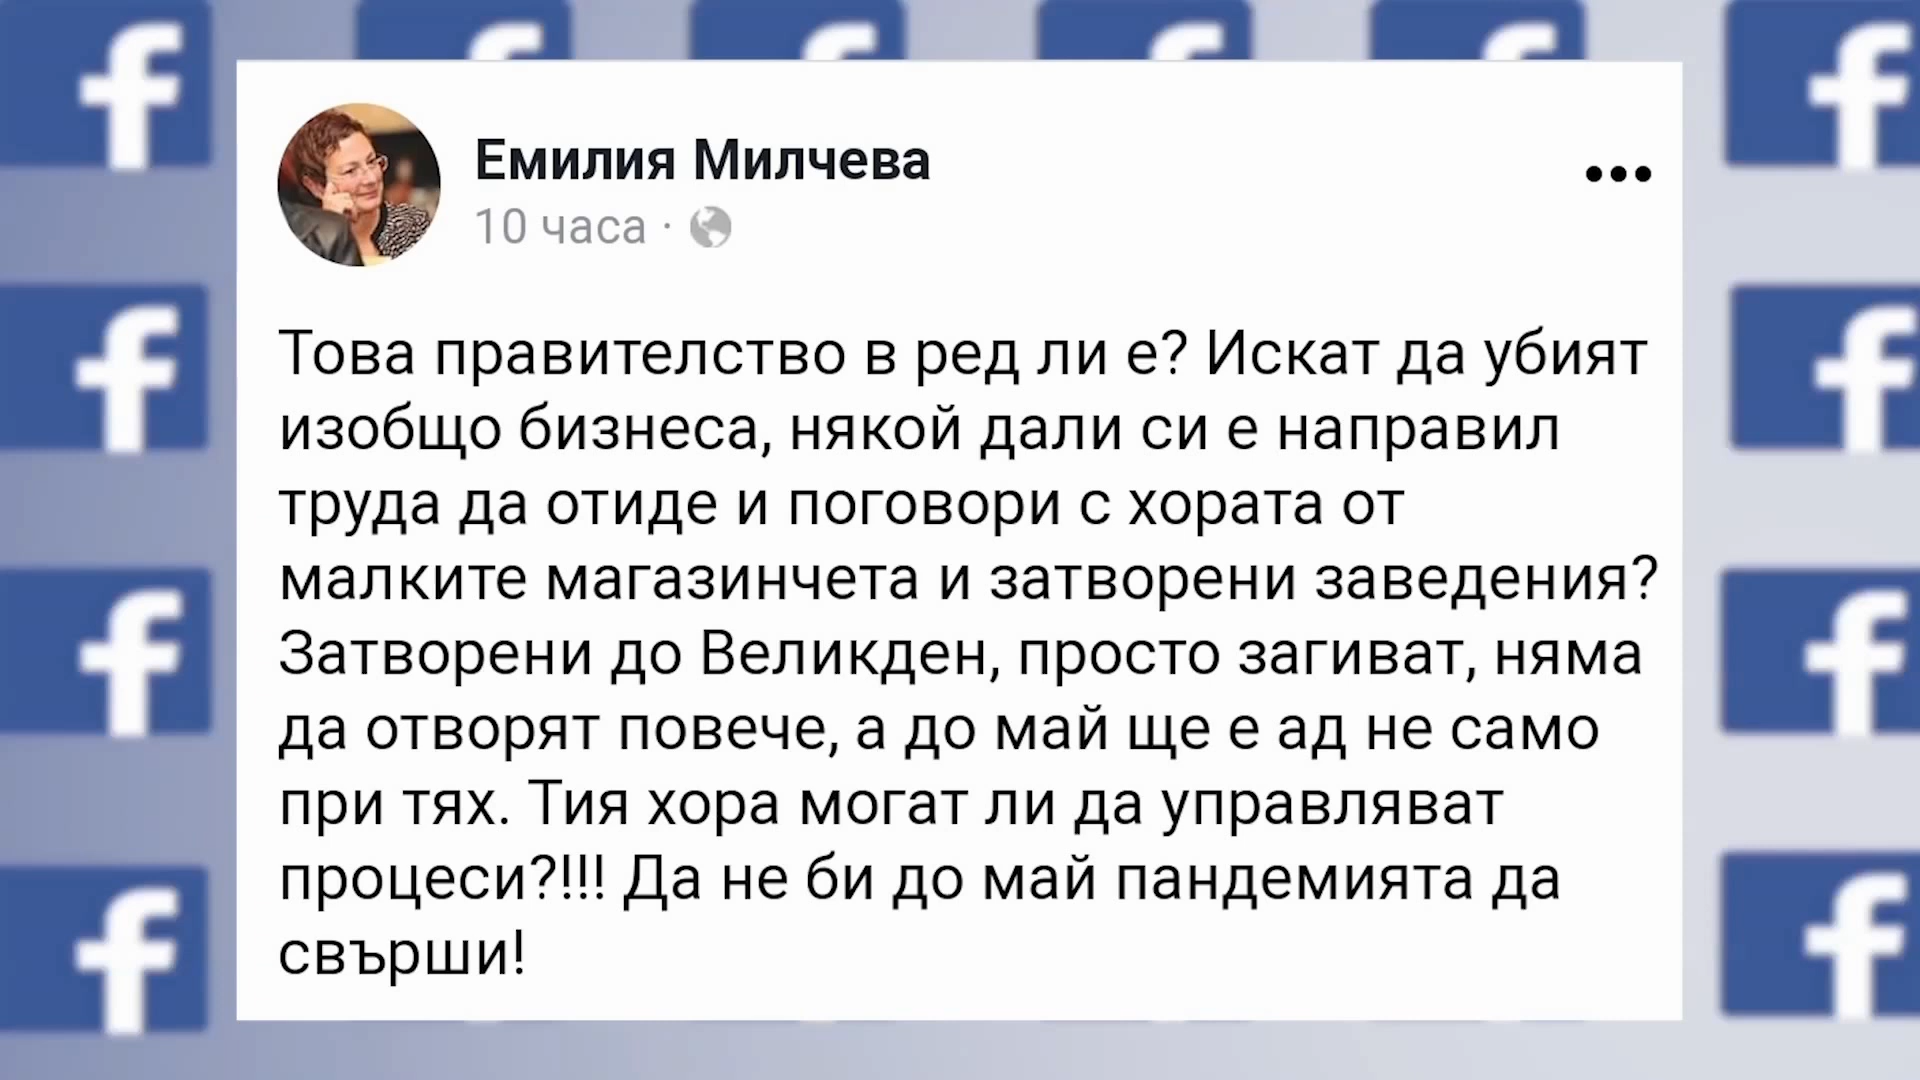 Емилия Милчева
10 часа ·
Това правителство в ред ли е? Искат да убият
изобщо бизнеса, някой дали си е направил
труда да отиде и поговори с хората от
малките магазинчета и затворени заведения?
Затворени до Великден, просто загиват, няма
да отворят повече, а до май ще е ад не само
при тях. Тия хора могат ли да управляват
процеси?!!! Да не би до май пандемията да
свърши!